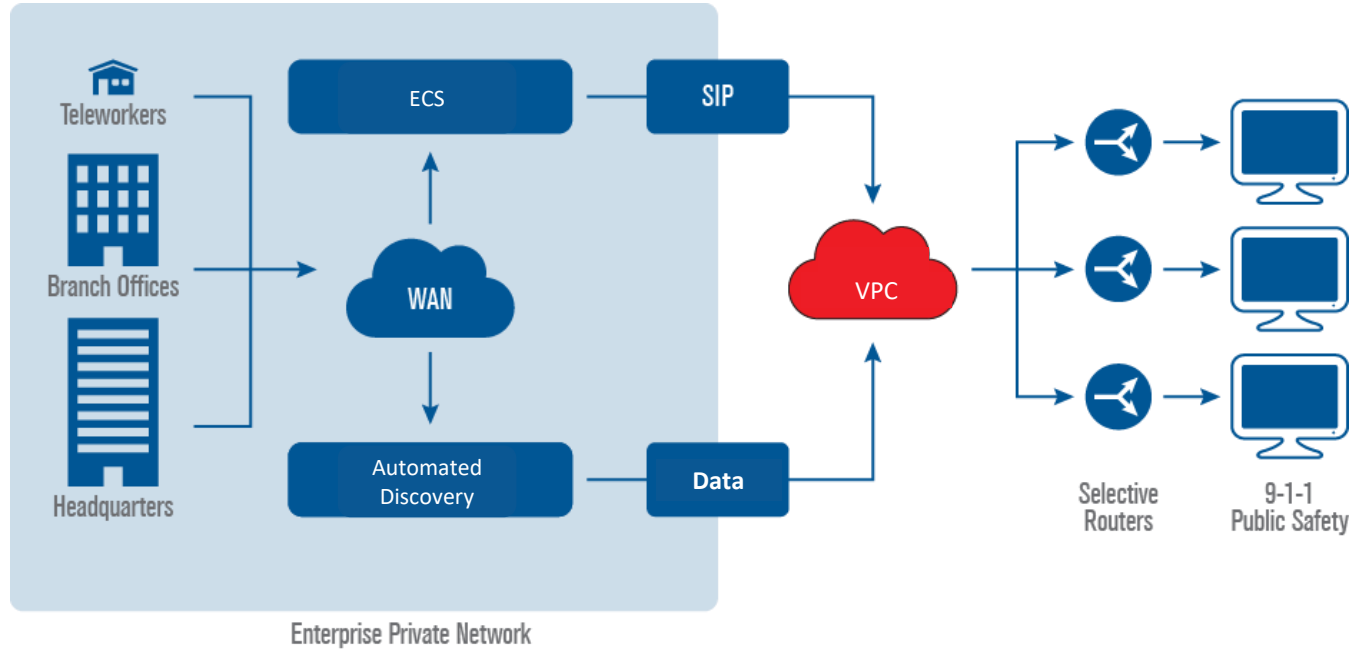 Teleworkers
Branch Offices
Headquarters
ECS
WAN
Automated
Discovery
SIP
Data
VPC
Selective
Routers
9-1-1
Public Safety
Enterprise Private Network